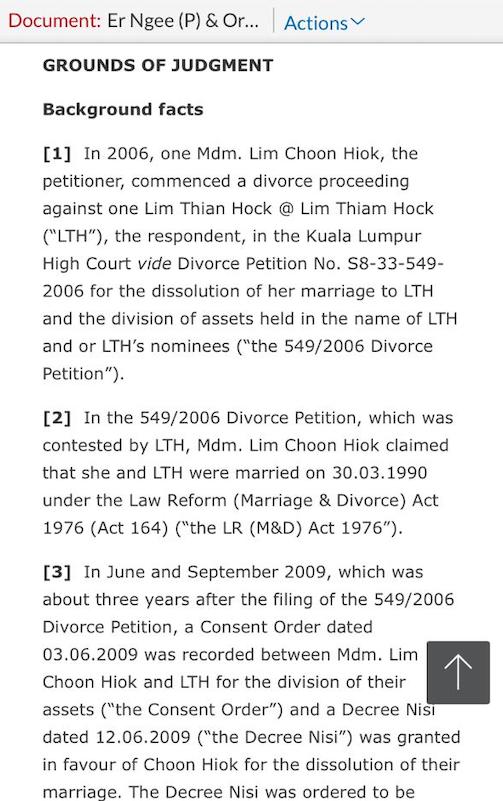 Document: Er Ngee (P) & Or... Actions
GROUNDS OF JUDGMENT
Background facts
[1] In 2006, one Mdm. Lim Choon Hiok, the
petitioner, commenced a divorce proceeding
against one Lim Thian Hock @ Lim Thiam Hock
("LTH"), the respondent, in the Kuala Lumpur
High Court vide Divorce Petition No. S8-33-549-
2006 for the dissolution of her marriage to LTH
and the division of assets held in the name of LTH
and or LTH's nominees ("the 549/2006 Divorce
Petition").
[2] In the 549/2006 Divorce Petition, which was
contested by LTH, Mdm. Lim Choon Hiok claimed
that she and LTH were married on 30.03.1990
under the Law Reform (Marriage & Divorce) Act
1976 (Act 164) ("the LR (M&D) Act 1976").
[3] In June and September 2009, which was
about three years after the filing of the 549/2006
Divorce Petition, a Consent Order dated
03.06.2009 was recorded between Mdm. Lim
Choon Hiok and LTH for the division of their
assets ("the Consent Order") and a Decree Nisi
dated 12.06.2009 ("the Decree Nisi") was granted
in favour of Choon Hiok for the dissolution of their
marriage. The Decree Nisi was ordered to be